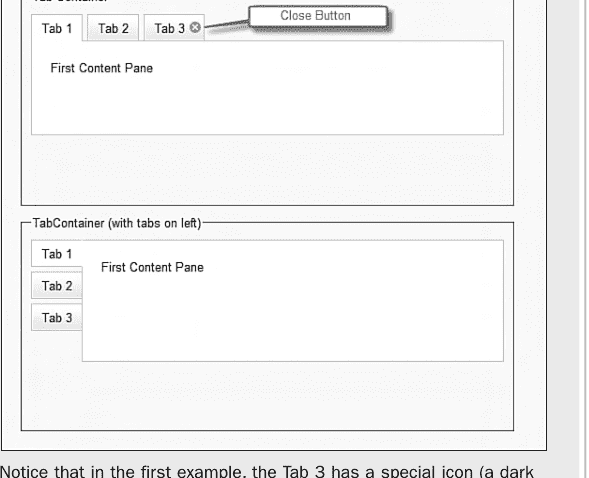 Close Button
Tab 1 Tab 2 Tab 3
First Content Pane
TabContainer (with tabs on left)
Tab 1
First Content Pane
Tab 2
Tab 3
Notice that in the first example, the Tab 3 has a special icon (a dark